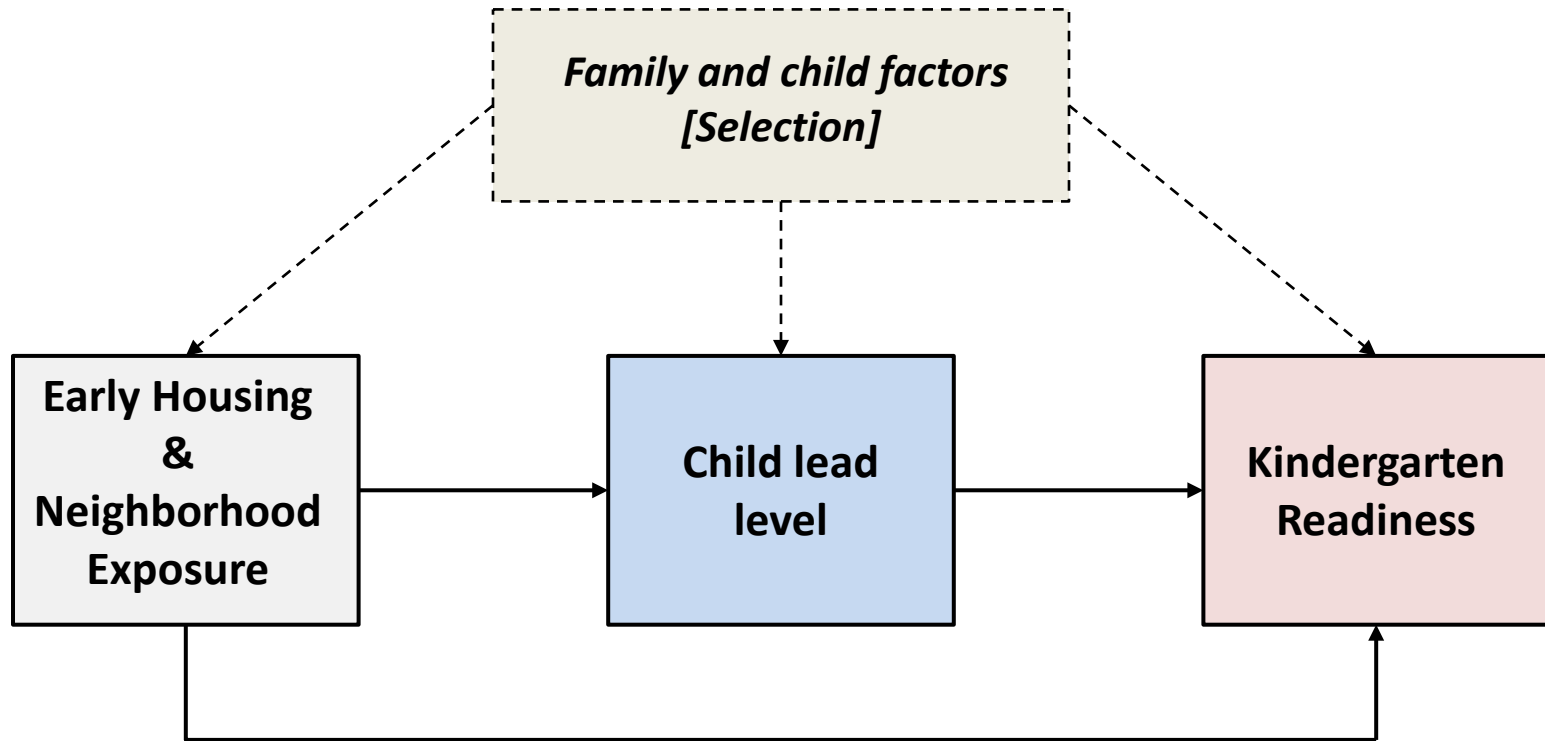 Family and child factors
[Selection]
Early Housing
&
Neighborhood
Exposure
Child lead
level
Kindergarten
Readiness